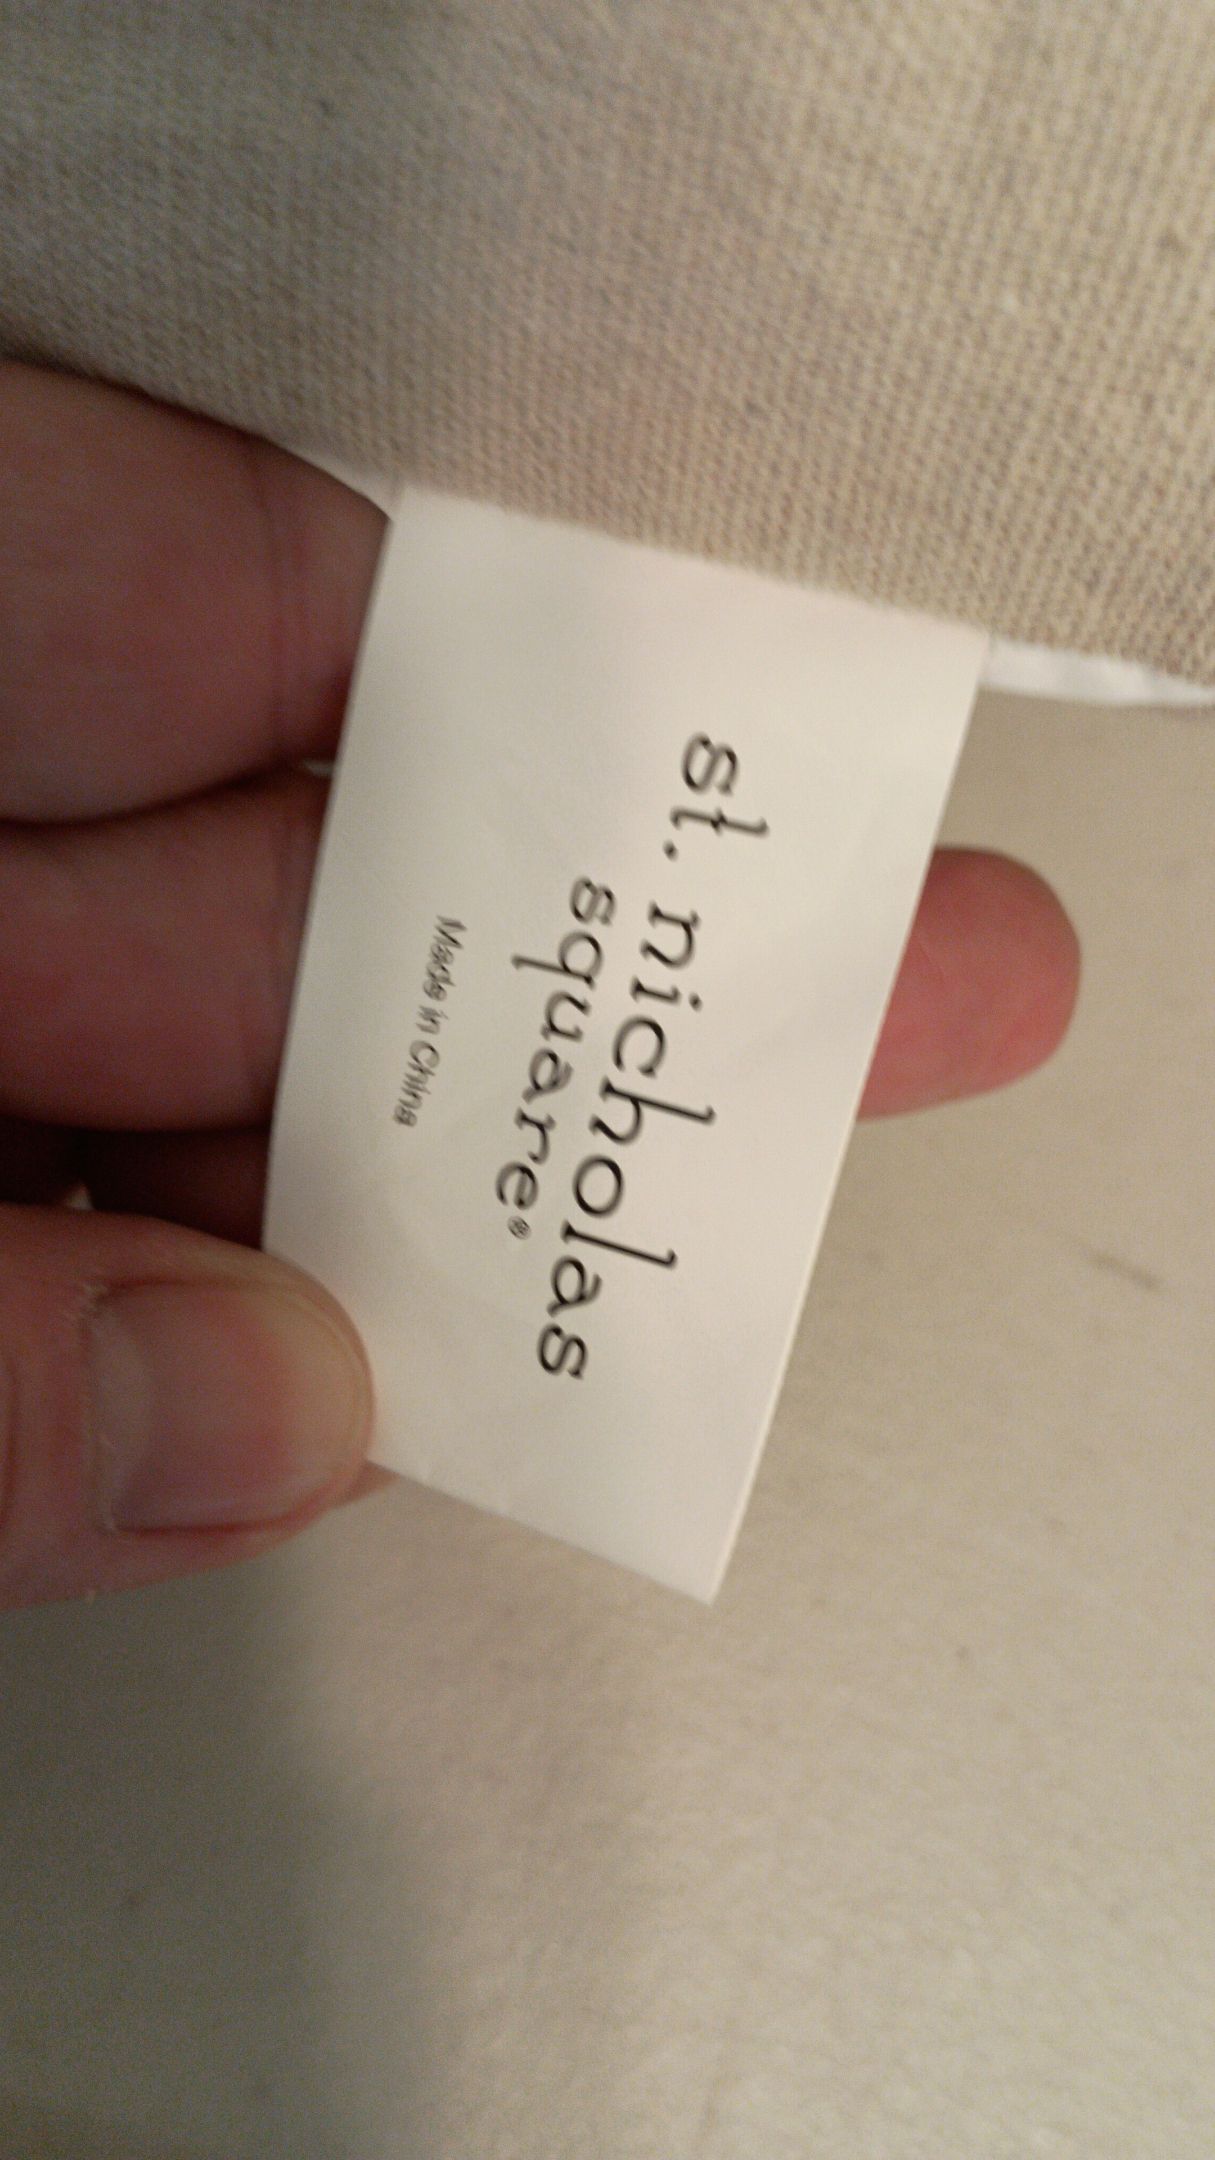 st. nicholas
square®
Made in China